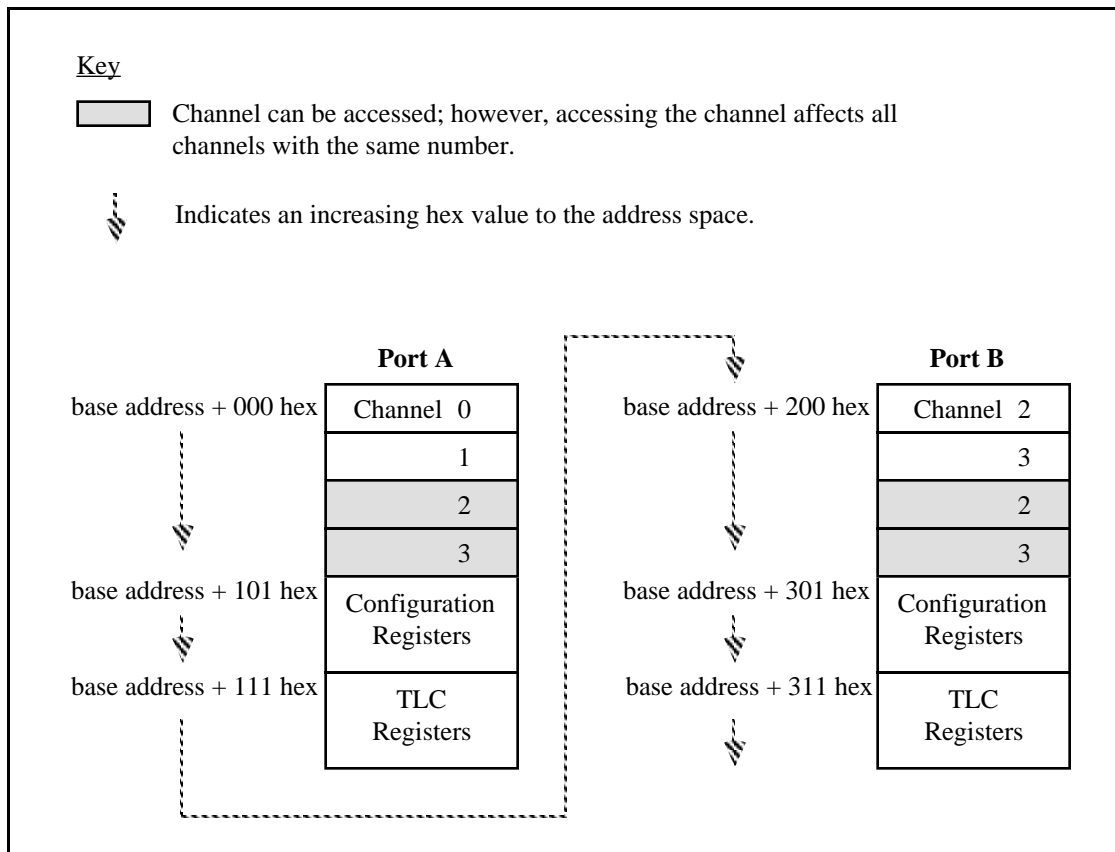 Key
Channel can be accessed; however, accessing the channel affects all
channels with the same number.
Indicates an increasing hex value to the address space.
Port A
base address + 000 hex
Channel 0
1
2
3
base address + 101 hex
Configuration
Registers
base address + 111 hex
TLC
Registers
Port B
base address + 200 hex
Channel 2
3
2
3
base address + 301 hex
Configuration
Registers
base address + 311 hex
TLC
Registers